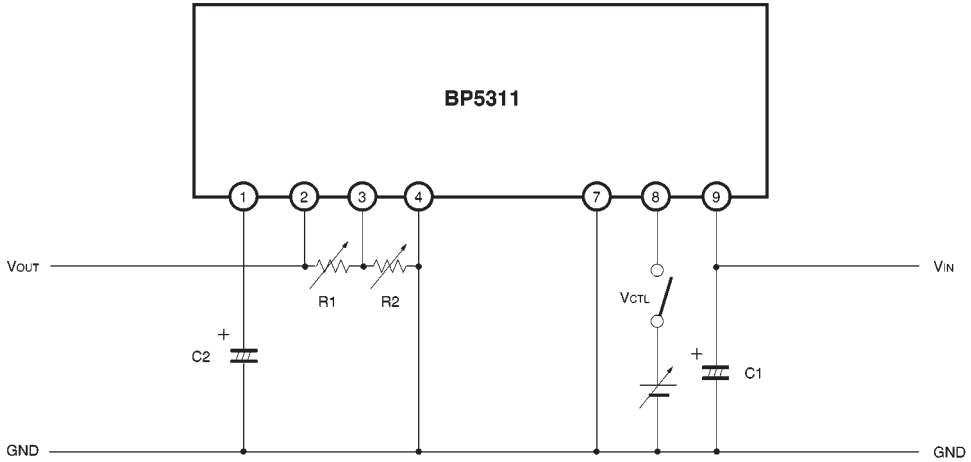 BP5311
1 2 3 4 7 8 9
VOUT
VIN
R1 R2
VCTL
+
C2
+
C1
GND
GND